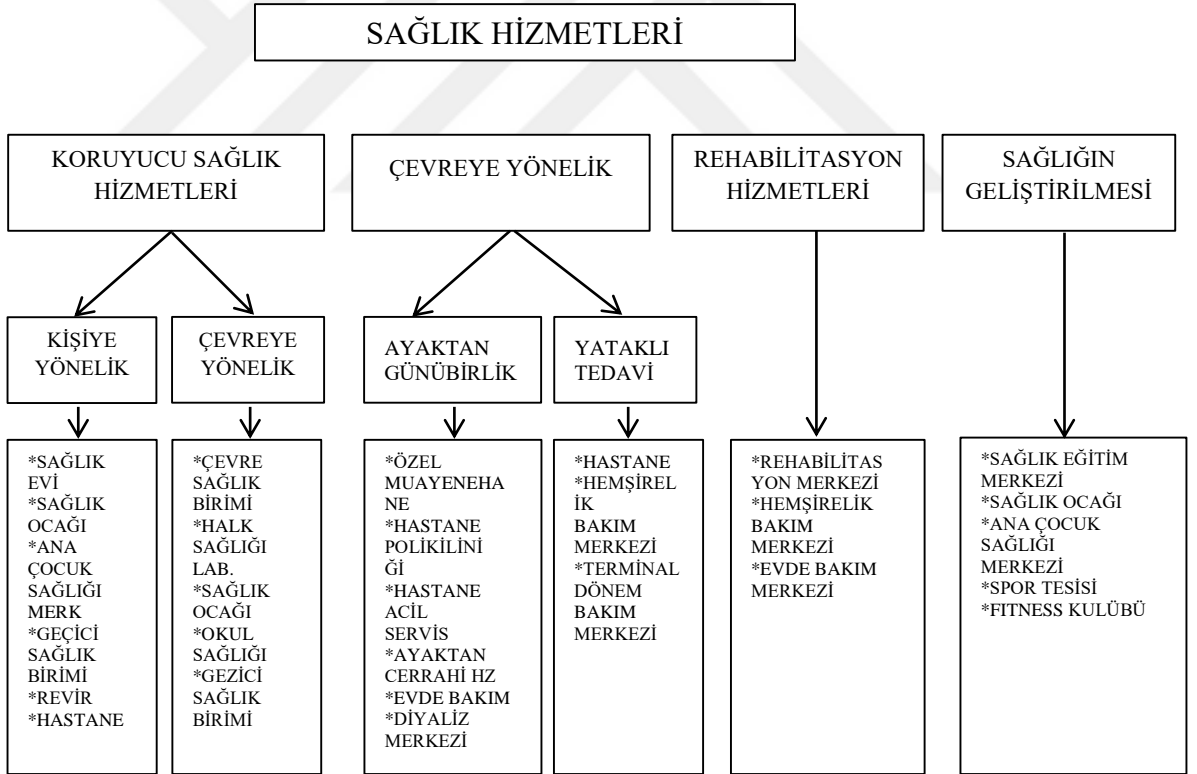 SAĞLIK HİZMETLERİ
KORUYUCU SAĞLIK
HİZMETLERİ
ÇEVREYE YÖNELİK
REHABİLİTASYON
HİZMETLERİ
SAĞLIĞIN
GELİŞTİRİLMESİ
KİŞİYE
YÖNELİK
ÇEVREYE
YÖNELİK
AYAKTAN
GÜNÜBİRLİK
YATAKLI
TEDAVİ
*SAĞLIK
EVİ
*SAĞLIK
OCAĞI
*ANA
ÇOCUK
SAĞLIĞI
MERK
*GEÇİCİ
SAĞLIK
BİRİMİ
*REVİR
*HASTANE
*ÇEVRE
SAĞLIK
BİRİMİ
*HALK
SAĞLIĞI
LAB.
*SAĞLIK
OCAĞI
*OKUL
SAĞLIĞI
*GEZİCİ
SAĞLIK
BİRİMİ
*ÖZEL
MUAYENEHA
NE
*HASTANE
POLİKİLİNİ
Ğİ
*HASTANE
ACİL
SERVİS
*AYAKTAN
CERRAHİ HZ
*EVDE BAKIM
*DİYALİZ
MERKEZİ
*HASTANE
*HEMŞİREL
İK
BAKIM
MERKEZİ
*TERMİNAL
DÖNEM
BAKIM
MERKEZİ
*REHABİLİTAS
YON MERKEZİ
*HEMŞİRELİK
BAKIM
MERKEZİ
*EVDE BAKIM
MERKEZİ
*SAĞLIK EĞİTİM
MERKEZİ
*SAĞLIK OCAĞI
*ANA ÇOCUK
SAĞLIĞI
MERKEZİ
*SPOR TESİSİ
*FITNESS KULÜBÜ